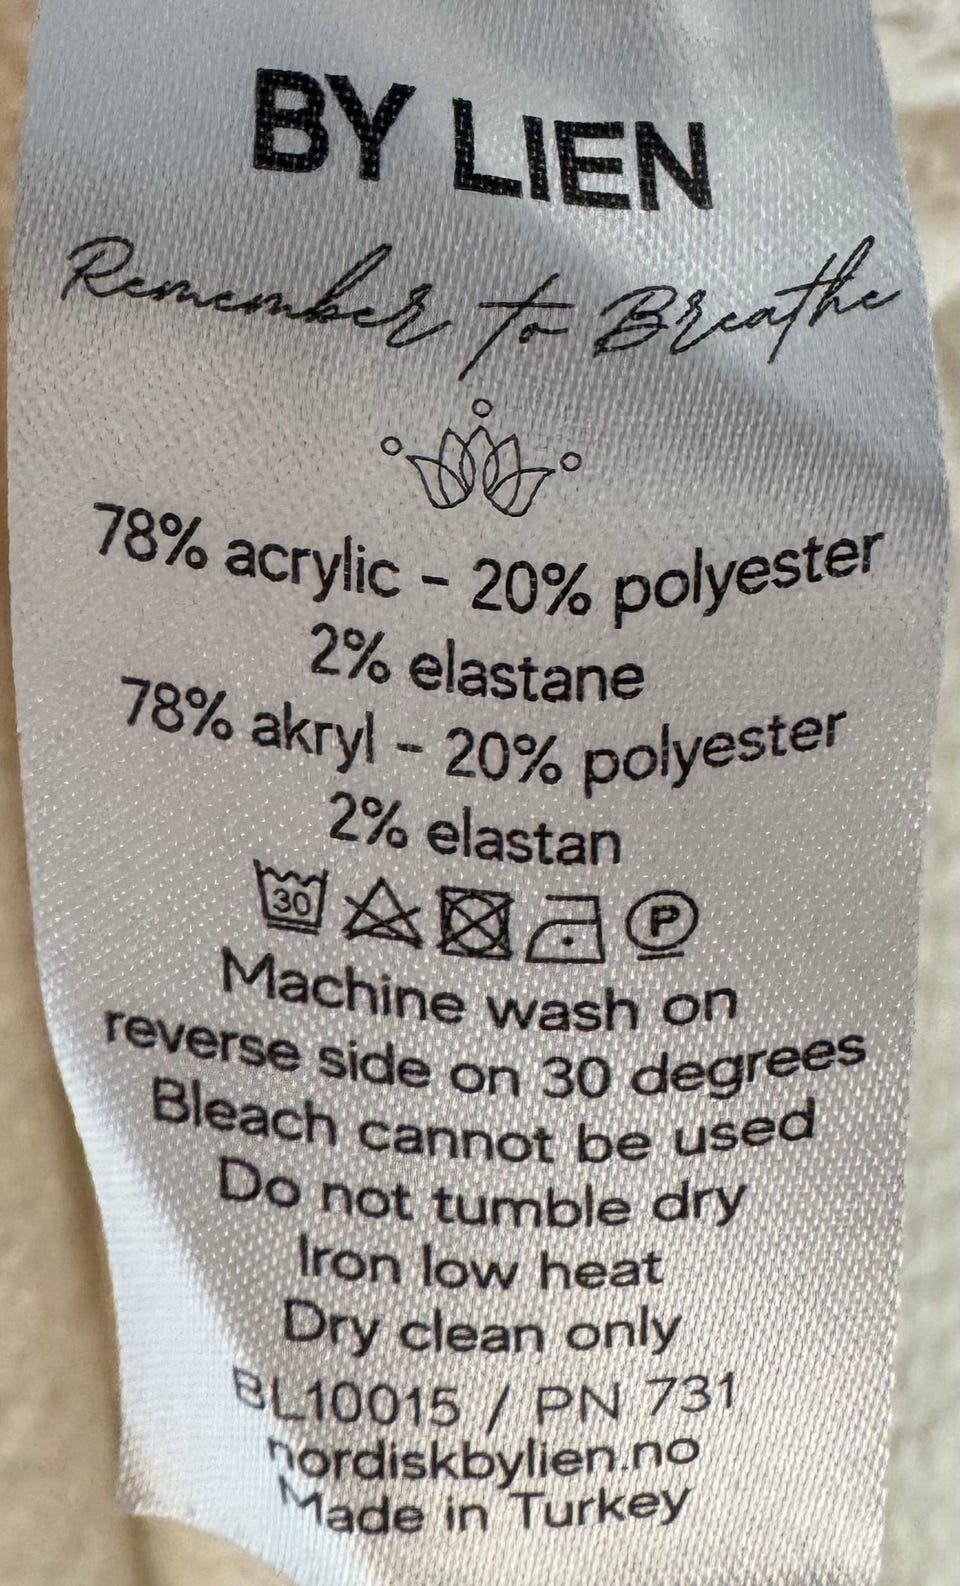 BY LIEN
Remember to Breathe
78% acrylic - 20% polyester
2% elastane
78% akryl - 20% polyester
2% elastan
30 P
Machine wash on
reverse side on 30 degrees
Bleach cannot be used
Do not tumble dry
Iron low heat
Dry clean only
BL10015 / PN 731
nordiskbylien.no
Made in Turkey